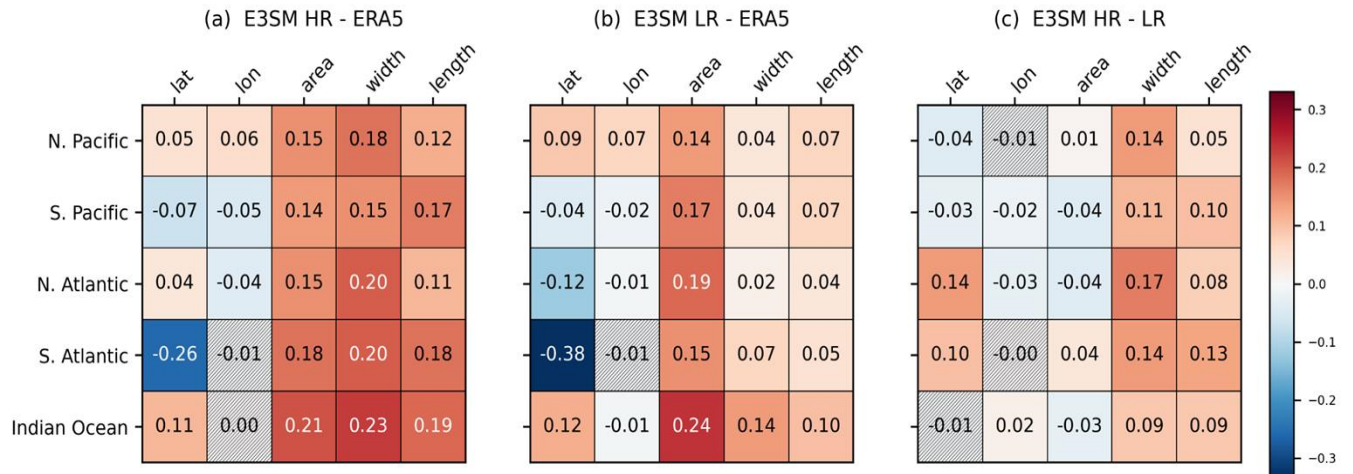 (a) E3SM HR - ERA5 (b) E3SM LR - ERA5 (c) E3SM HR - LR
lat lon area width length lat lon area width length lat lon area width length
N. Pacific 0.05 0.06 0.15 0.18 0.12 0.09 0.07 0.14 0.04 0.07 -0.04 -0.01 0.01 0.14 0.05
S. Pacific -0.07 -0.05 0.14 0.15 0.17 -0.04 -0.02 0.17 0.04 0.07 -0.03 -0.02 -0.04 0.11 0.10
N. Atlantic 0.04 -0.04 0.15 0.20 0.11 -0.12 -0.01 0.19 0.02 0.04 0.14 -0.03 -0.04 0.17 0.08
S. Atlantic -0.26 -0.01 0.18 0.20 0.18 -0.38 -0.01 0.15 0.07 0.05 0.10 -0.00 0.04 0.14 0.13
Indian Ocean 0.11 0.00 0.21 0.23 0.19 0.12 -0.01 0.24 0.14 0.10 -0.01 0.02 -0.03 0.09 0.09
0.3
0.2
0.1
0.0
−0.1
−0.2
−0.3